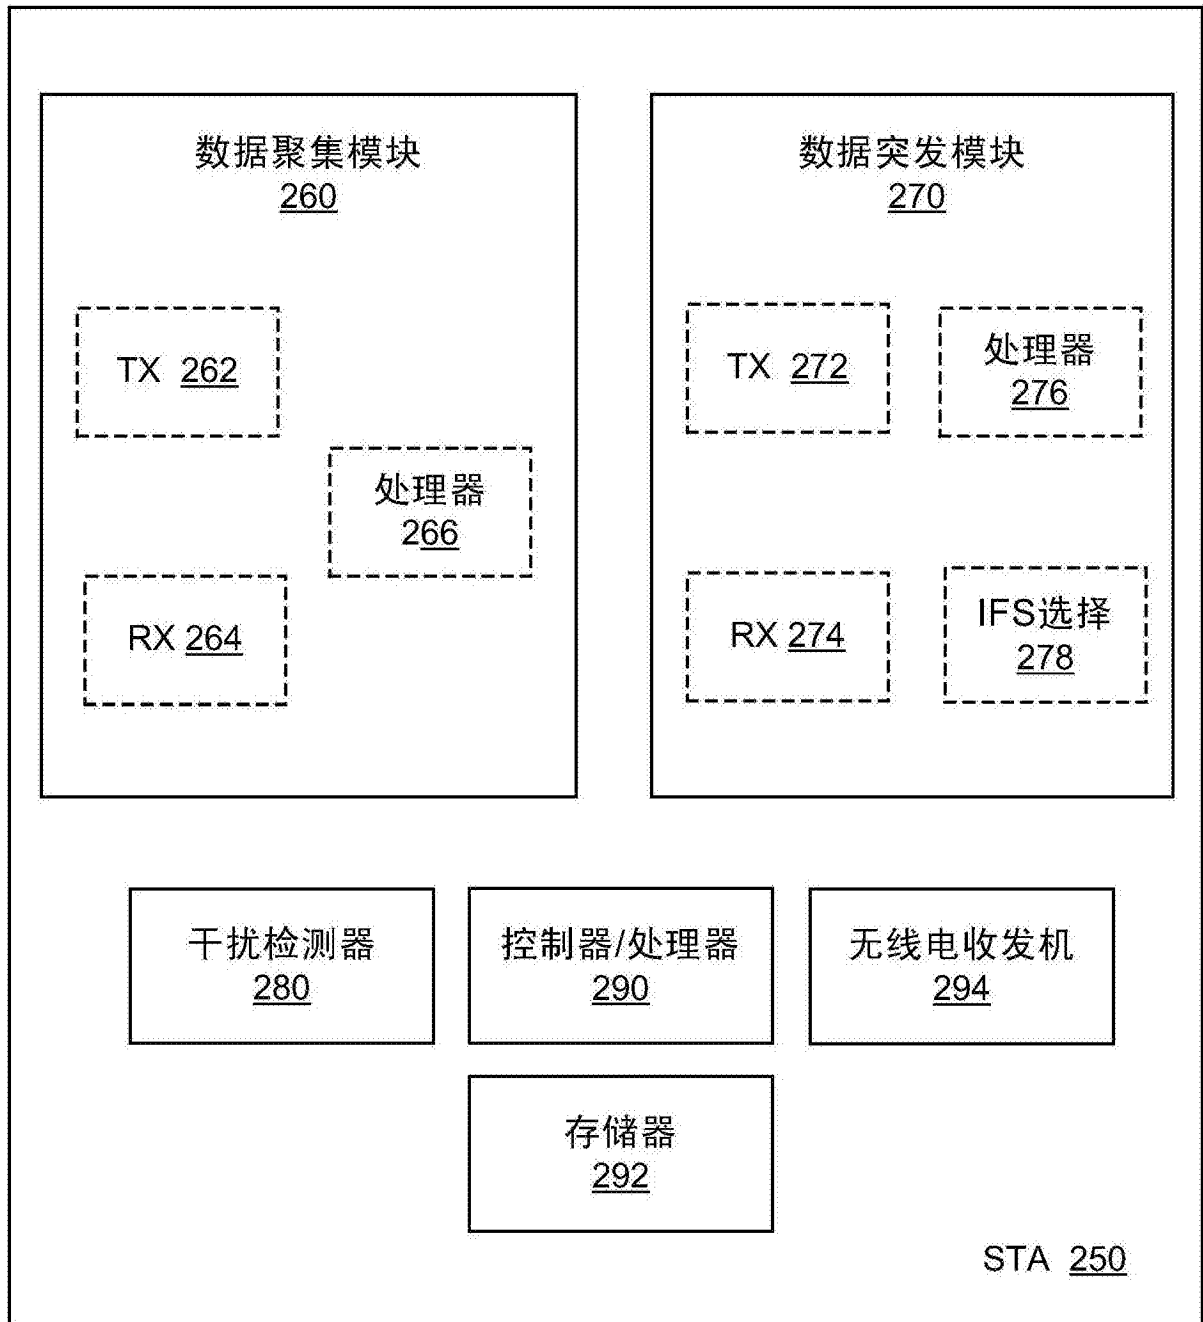 数据聚集模块
260
数据突发模块
270
TX 262
TX 272
处理器
276
处理器
266
RX 264
RX 274
IFS选择
278
干扰检测器
280
控制器/处理器
290
无线电收发机
294
存储器
292
STA 250